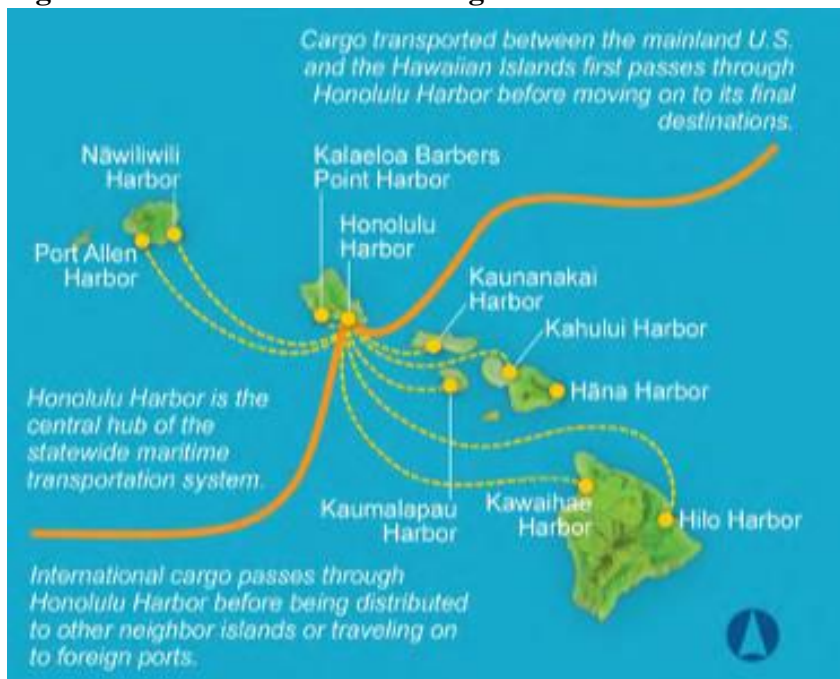 Cargo transported between the mainland U.S.
and the Hawaiian Islands first passes through
Honolulu Harbor before moving on to its final
destinations.
Nāwiliwili
Harbor
Kalaeloa Barbers
Point Harbor
Honolulu
Harbor
Port Allen
Harbor
Kaunanakai
Harbor
Kahului Harbor
Hāna Harbor
Honolulu Harbor is the
central hub of the
statewide maritime
transportation system.
Kaumalapau
Harbor
Kawaihae
Harbor
Hilo Harbor
International cargo passes through
Honolulu Harbor before being distributed
to other neighbor islands or traveling on
to foreign ports.